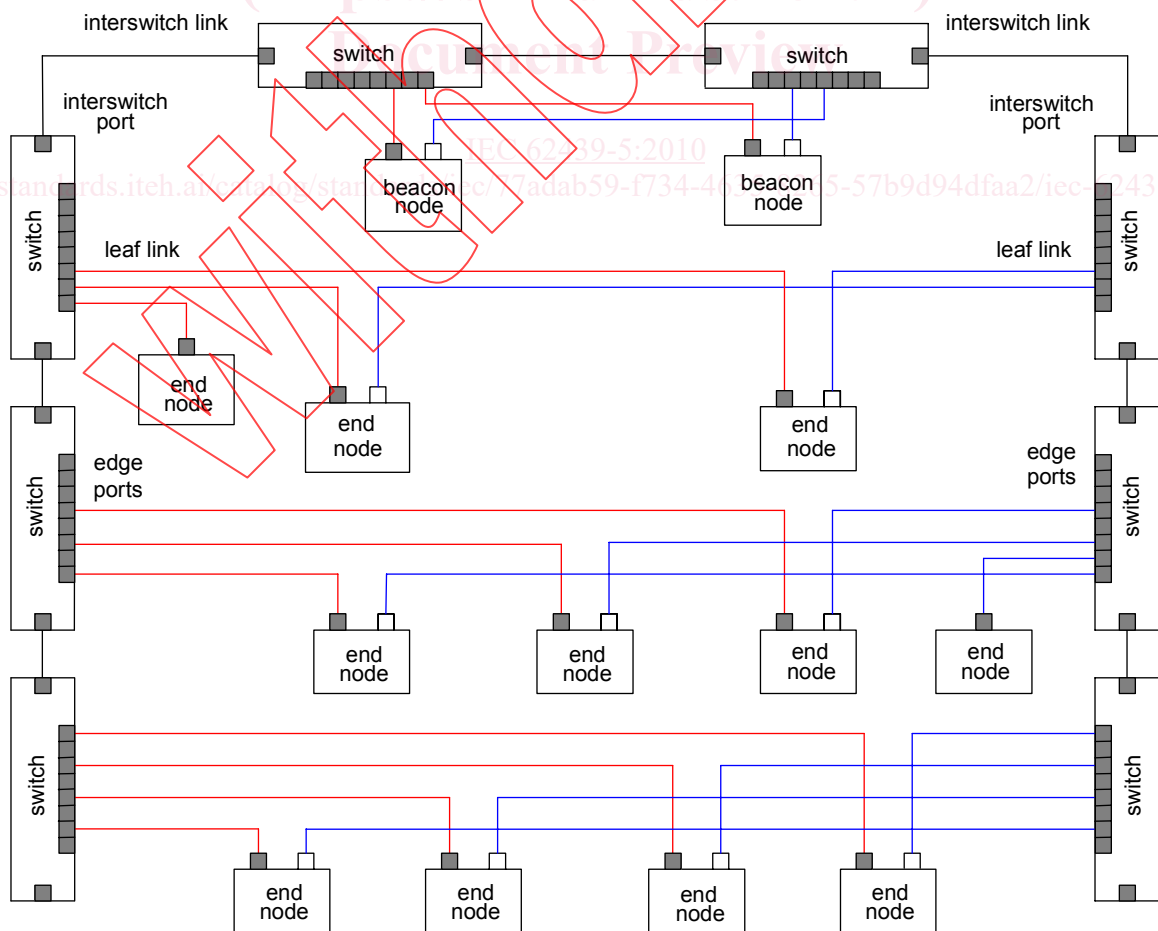 Document Preview
interswitch link
interswitch link
switch
switch
interswitch
port
interswitch
port
IEC 62439-5:2010
beacon
node
beacon
node
switch
switch
leaf link
leaf link
end
node
end
node
end
node
edge
ports
edge
ports
switch
switch
end
node
end
node
end
node
end
node
switch
switch
end
node
end
node
end
node
end
node